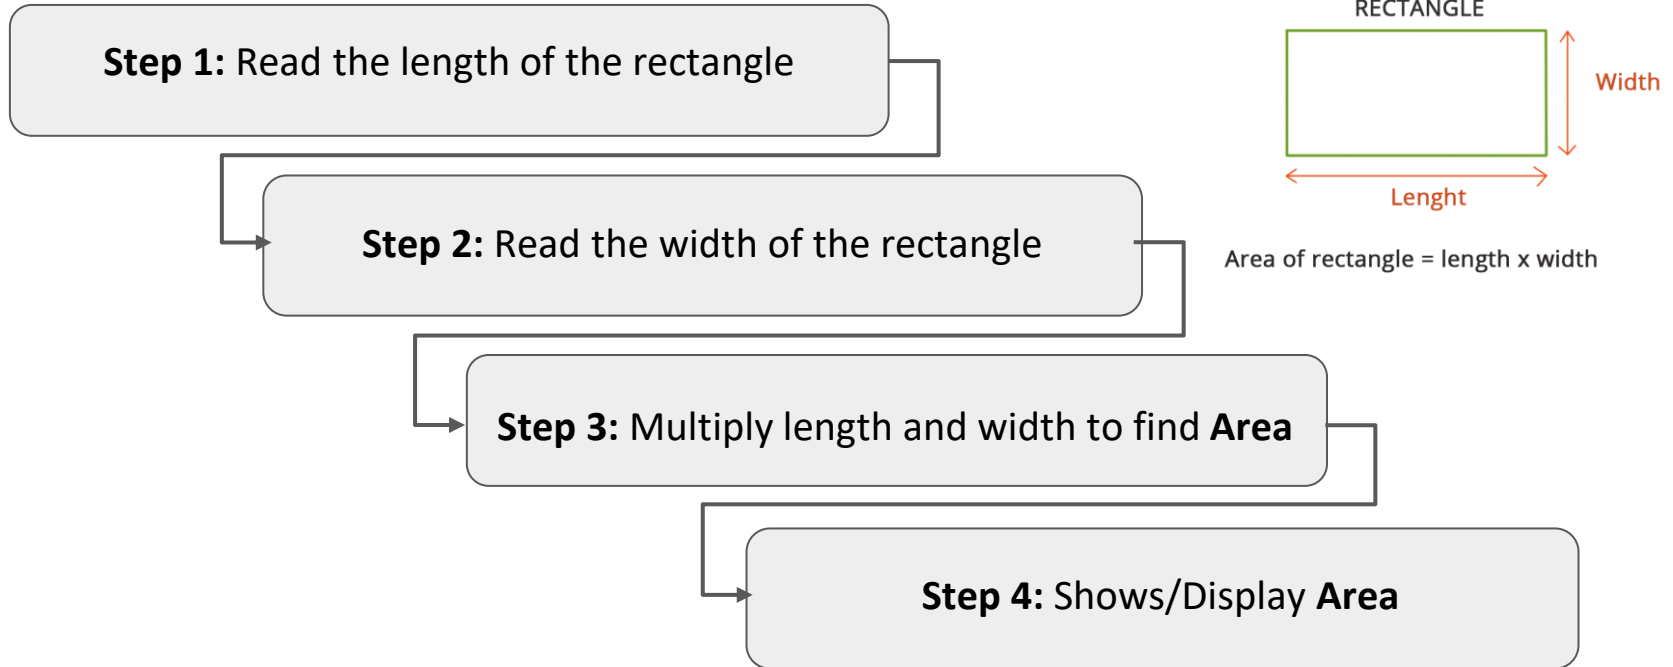 Step 1: Read the length of the rectangle
Step 2: Read the width of the rectangle
Step 3: Multiply length and width to find Area
Step 4: Shows/Display Area
RECTANGLE
Width
Lenght
Area of rectangle = length x width